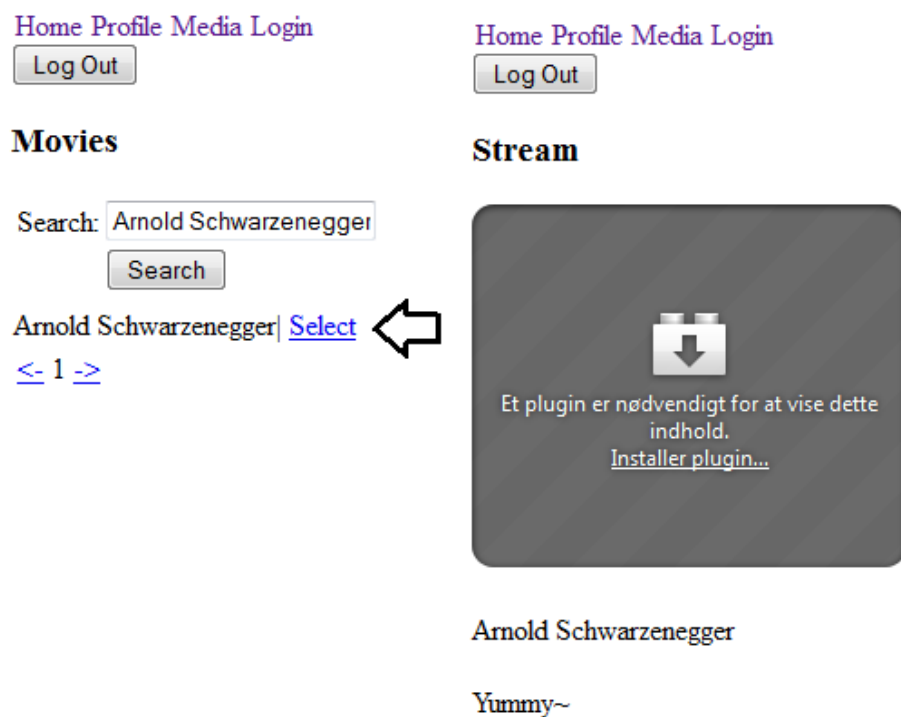 Home Profile Media Login
Log Out
Movies
Search: Arnold Schwarzenegger
Search
Arnold Schwarzenegger| Select
<- 1 ->
Home Profile Media Login
Log Out
Stream
Et plugin er nødvendigt for at vise dette
indhold.
Installer plugin...
Arnold Schwarzenegger
Yummy~